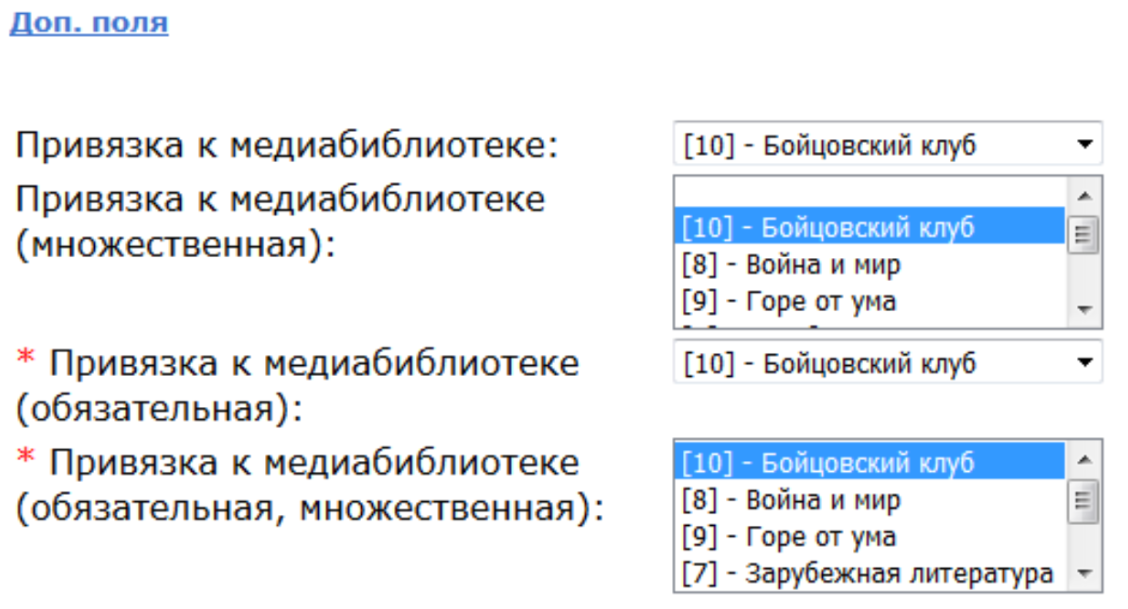 Доп. поля
Привязка к медиабиблиотеке:
[10] - Бойцовский клуб
Привязка к медиабиблиотеке
(множественная):
[10] - Бойцовский клуб
[8] - Война и мир
[9] - Горе от ума
* Привязка к медиабиблиотеке
(обязательная):
[10] - Бойцовский клуб
* Привязка к медиабиблиотеке
(обязательная, множественная):
[10] - Бойцовский клуб
[8] - Война и мир
[9] - Горе от ума
[7] - Зарубежная литература